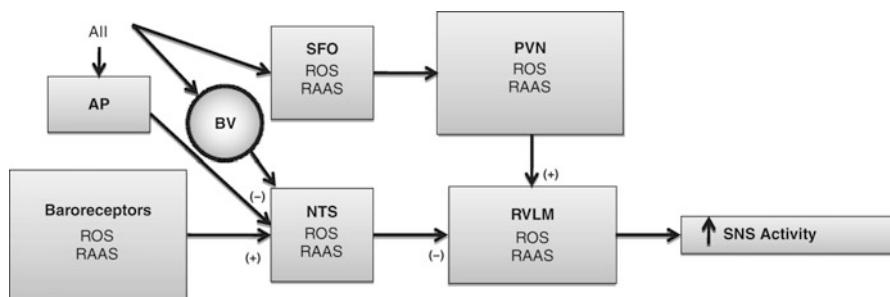 AII
SFO
ROS
RAAS
PVN
ROS
RAAS
AP
BV
(+)
(–)
Baroreceptors
ROS
RAAS
NTS
ROS
RAAS
RVLM
ROS
RAAS
SNS Activity
(+)
(–)